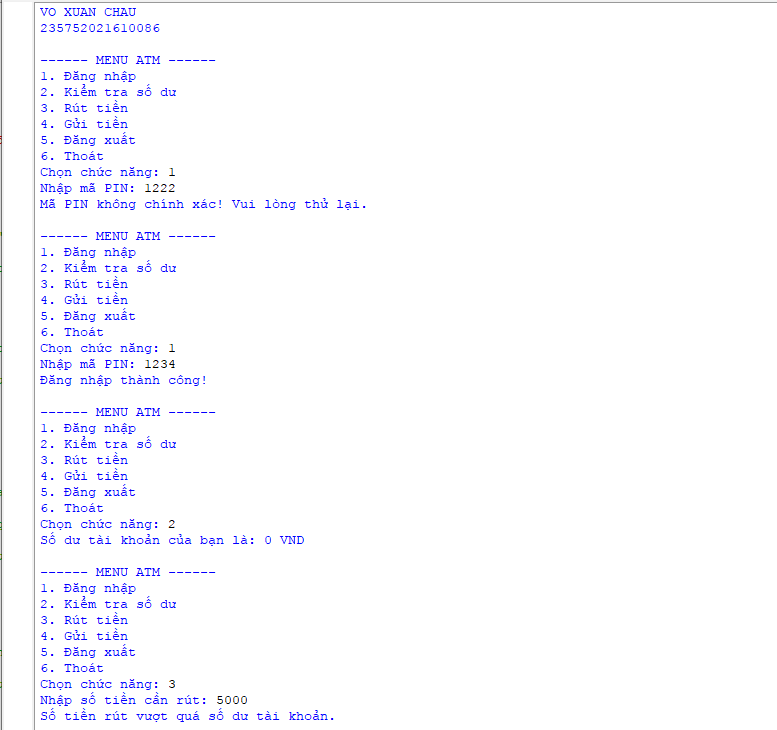 VO XUAN CHAU
235752021610086
------ MENU ATM ------
1. Đăng nhập
2. Kiểm tra số dư
3. Rút tiền
4. Gửi tiền
5. Đăng xuất
6. Thoát
Chọn chức năng: 1
Nhập mã PIN: 1222
Mã PIN không chính xác! Vui lòng thử lại.
------ MENU ATM ------
1. Đăng nhập
2. Kiểm tra số dư
3. Rút tiền
4. Gửi tiền
5. Đăng xuất
6. Thoát
Chọn chức năng: 1
Nhập mã PIN: 1234
Đăng nhập thành công!
------ MENU ATM ------
1. Đăng nhập
2. Kiểm tra số dư
3. Rút tiền
4. Gửi tiền
5. Đăng xuất
6. Thoát
Chọn chức năng: 2
Số dư tài khoản của bạn là: 0 VND
------ MENU ATM ------
1. Đăng nhập
2. Kiểm tra số dư
3. Rút tiền
4. Gửi tiền
5. Đăng xuất
6. Thoát
Chọn chức năng: 3
Nhập số tiền cần rút: 5000
Số tiền rút vượt quá số dư tài khoản.